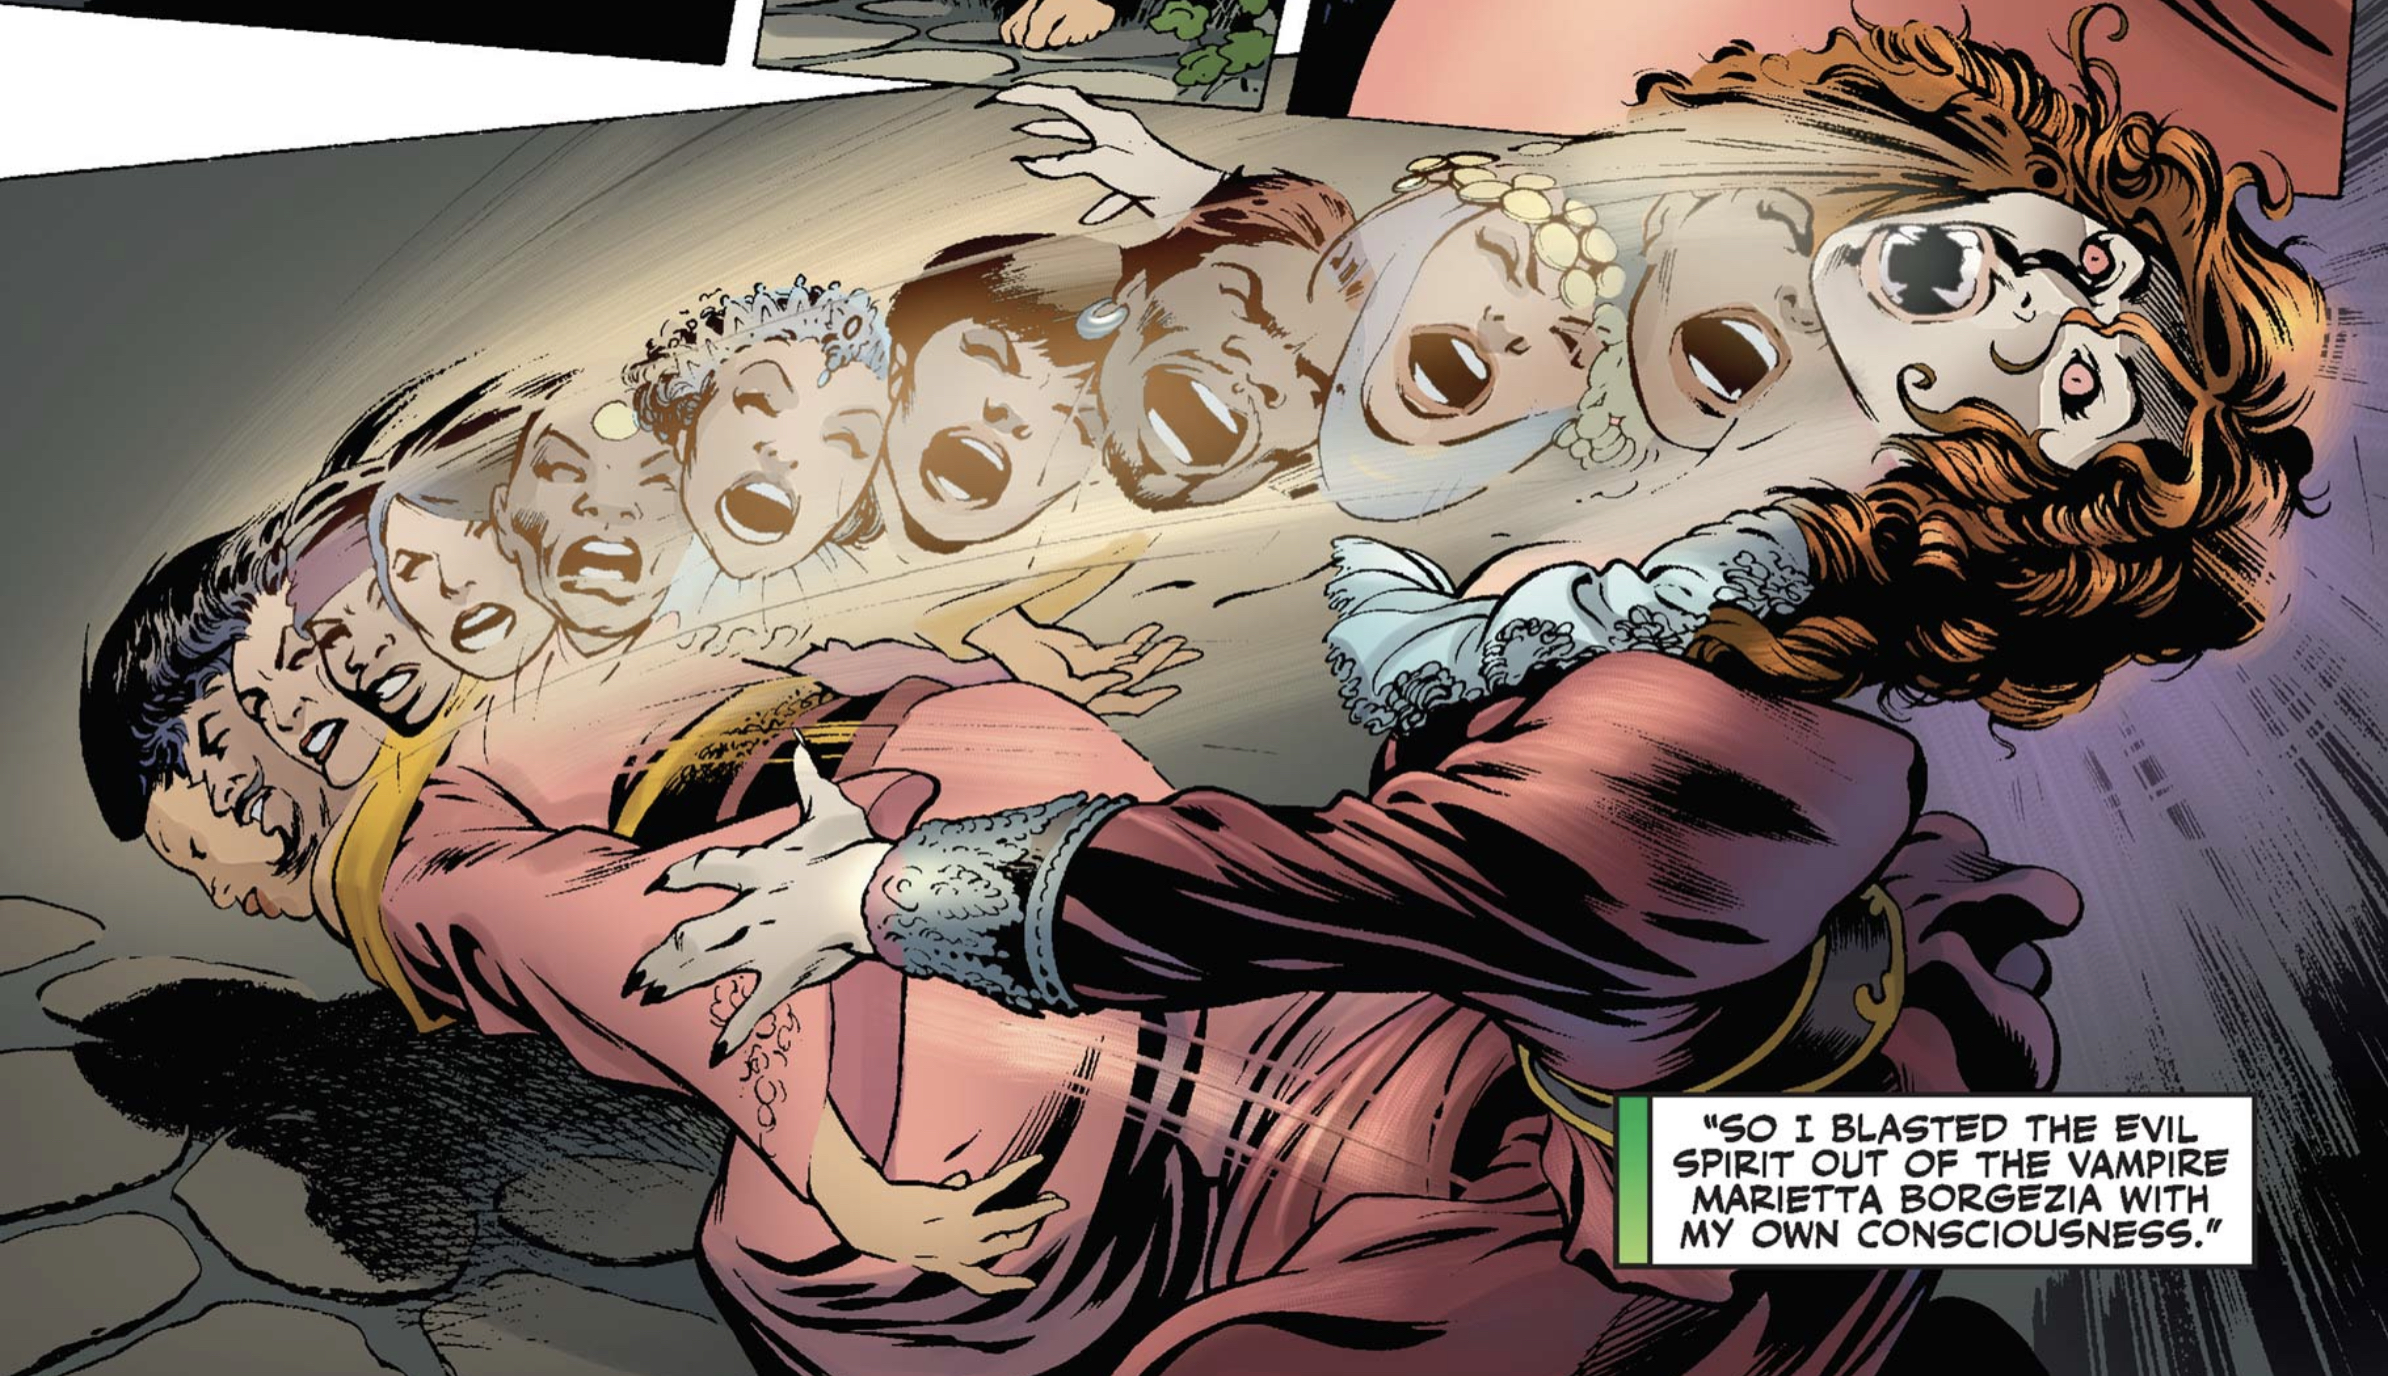 "SO I BLASTED THE EVIL
SPIRIT OUT OF THE VAMPIRE
MARIETTA BORGEZIA WITH
MY OWN CONSCIOUSNESS."